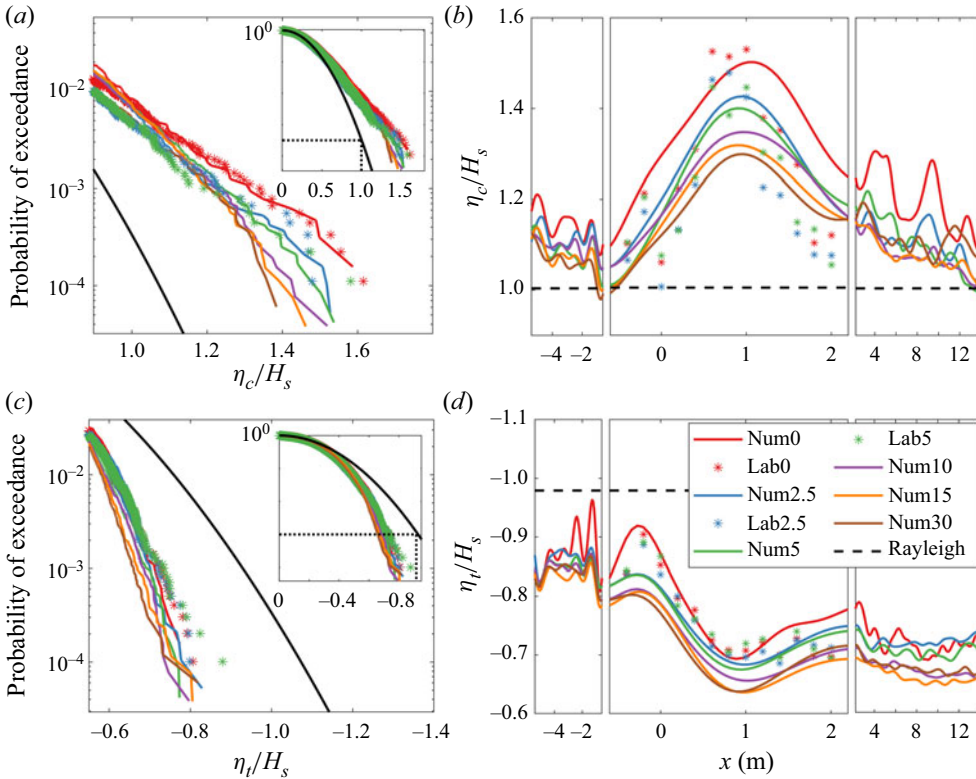 (a)
Probability of exceedance
10⁻²
10⁻³
10⁻⁴
1.0 1.2 1.4 1.6
η_c/H_s
10⁰
0 0.5 1.0 1.5
(b)
η_c/H_s
1.6
1.4
1.2
1.0
–4 –2 0 1 2 4 8 12
(c)
Probability of exceedance
10⁻²
10⁻³
10⁻⁴
–0.6 –0.8 –1.0 –1.2 –1.4
η_t/H_s
10⁰
0 –0.4 –0.8
(d)
η_t/H_s
–1.1
–1.0
–0.9
–0.8
–0.7
–0.6
–4 –2 0 1 2 4 8 12
x (m)
Num0
Lab0
Num2.5
Lab2.5
Num5
Lab5
Num10
Num15
Num30
Rayleigh